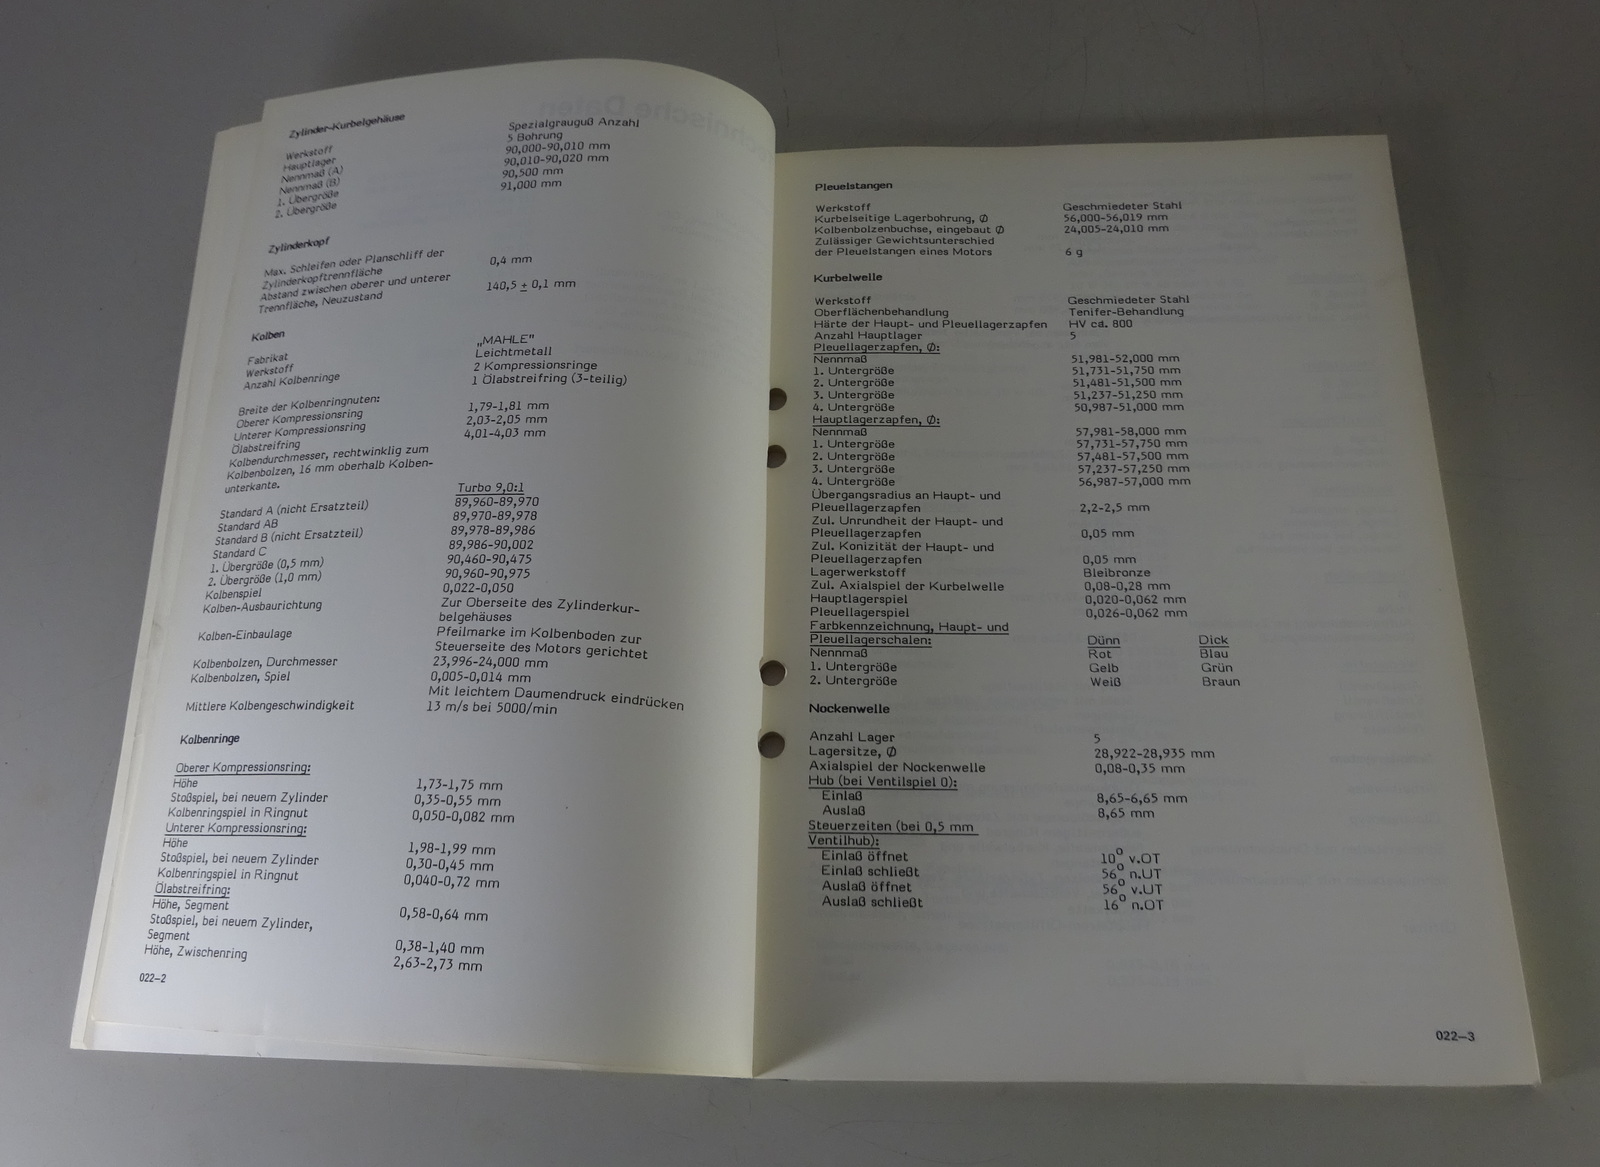 Zylinder-Kurbelgehäuse
Werkstoff Spezialgrauguß Anzahl
Hauptlager 5 Bohrung
Nennmaß (A) 90,000-90,010 mm
Nennmaß (B) 90,010-90,020 mm
1. Übergröße 90,500 mm
2. Übergröße 91,000 mm
Zylinderkopf
Max. Schleifen oder Planschliff der
Zylinderkopftrennfläche 0,4 mm
Abstand zwischen oberer und unterer
Trennfläche, Neuzustand 140,5 ± 0,1 mm
Kolben
Fabrikat „MAHLE"
Werkstoff Leichtmetall
Anzahl Kolbenringe 2 Kompressionsringe
1 Ölabstreifring (3-teilig)
Breite der Kolbenringnuten:
Oberer Kompressionsring 1,79-1,81 mm
Unterer Kompressionsring 2,03-2,05 mm
Ölabstreifring 4,01-4,03 mm
Kolbendurchmesser, rechtwinklig zum
Kolbenbolzen, 16 mm oberhalb Kolben-
unterkante.
Turbo 9,0:1
Standard A (nicht Ersatzteil) 89,960-89,970
Standard AB 89,970-89,978
Standard B (nicht Ersatzteil) 89,978-89,986
Standard C 89,986-90,002
1. Übergröße (0,5 mm) 90,460-90,475
2. Übergröße (1,0 mm) 90,960-90,975
Kolbenspiel 0,022-0,050
Kolben-Ausbaurichtung Zur Oberseite des Zylinderkur-
belgehäuses
Kolben-Einbaulage Pfeilmarke im Kolbenboden zur
Steuerseite des Motors gerichtet
Kolbenbolzen, Durchmesser 23,996-24,000 mm
Kolbenbolzen, Spiel 0,005-0,014 mm
Mit leichtem Daumendruck eindrücken
Mittlere Kolbengeschwindigkeit 13 m/s bei 5000/min
Kolbenringe
Oberer Kompressionsring:
Höhe 1,73-1,75 mm
Stoßspiel, bei neuem Zylinder 0,35-0,55 mm
Kolbenringspiel in Ringnut 0,050-0,082 mm
Unterer Kompressionsring:
Höhe 1,98-1,99 mm
Stoßspiel, bei neuem Zylinder 0,30-0,45 mm
Kolbenringspiel in Ringnut 0,040-0,72 mm
Ölabstreifring:
Höhe, Segment 0,58-0,64 mm
Stoßspiel, bei neuem Zylinder,
Segment 0,38-1,40 mm
Höhe, Zwischenring 2,63-2,73 mm
022-2
Pleuelstangen
Werkstoff Geschmiedeter Stahl
Kurbelseitige Lagerbohrung, Ø 56,000-56,019 mm
Kolbenbolzenbuchse, eingebaut Ø 24,005-24,010 mm
Zulässiger Gewichtsunterschied
der Pleuelstangen eines Motors 6 g
Kurbelwelle
Werkstoff Geschmiedeter Stahl
Oberflächenbehandlung Tenifer-Behandlung
Härte der Haupt- und Pleuellagerzapfen HV ca. 800
Anzahl Hauptlager 5
Pleuellagerzapfen, Ø:
Nennmaß 51,981-52,000 mm
1. Untergröße 51,731-51,750 mm
2. Untergröße 51,481-51,500 mm
3. Untergröße 51,237-51,250 mm
4. Untergröße 50,987-51,000 mm
Hauptlagerzapfen, Ø:
Nennmaß 57,981-58,000 mm
1. Untergröße 57,731-57,750 mm
2. Untergröße 57,481-57,500 mm
3. Untergröße 57,237-57,250 mm
4. Untergröße 56,987-57,000 mm
Übergangsradius an Haupt- und
Pleuellagerzapfen 2,2-2,5 mm
Zul. Unrundheit der Haupt- und
Pleuellagerzapfen 0,05 mm
Zul. Konizität der Haupt- und
Pleuellagerzapfen 0,05 mm
Lagerwerkstoff Bleibronze
Zul. Axialspiel der Kurbelwelle 0,08-0,28 mm
Hauptlagerspiel 0,020-0,062 mm
Pleuellagerspiel 0,026-0,062 mm
Farbkennzeichnung, Haupt- und
Pleuellagerschalen: Dünn Dick
Nennmaß Rot Blau
1. Untergröße Gelb Grün
2. Untergröße Weiß Braun
Nockenwelle
Anzahl Lager 5
Lagersitze, Ø 28,922-28,935 mm
Axialspiel der Nockenwelle 0,08-0,35 mm
Hub (bei Ventilspiel 0):
Einlaß 8,65-6,65 mm
Auslaß 8,65 mm
Steuerzeiten (bei 0,5 mm
Ventilhub):
Einlaß öffnet 10° v.OT
Einlaß schließt 56° n.UT
Auslaß öffnet 56° v.UT
Auslaß schließt 16° n.OT
022-3